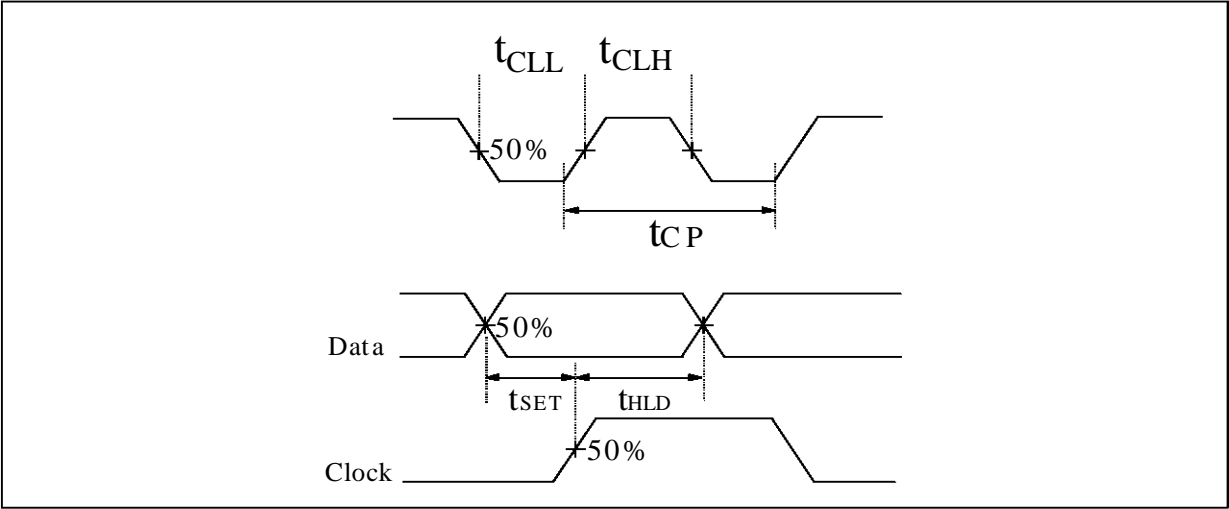 tCLL tCLH
50%
tCP
50%
Data
tSET tHLD
50%
Clock